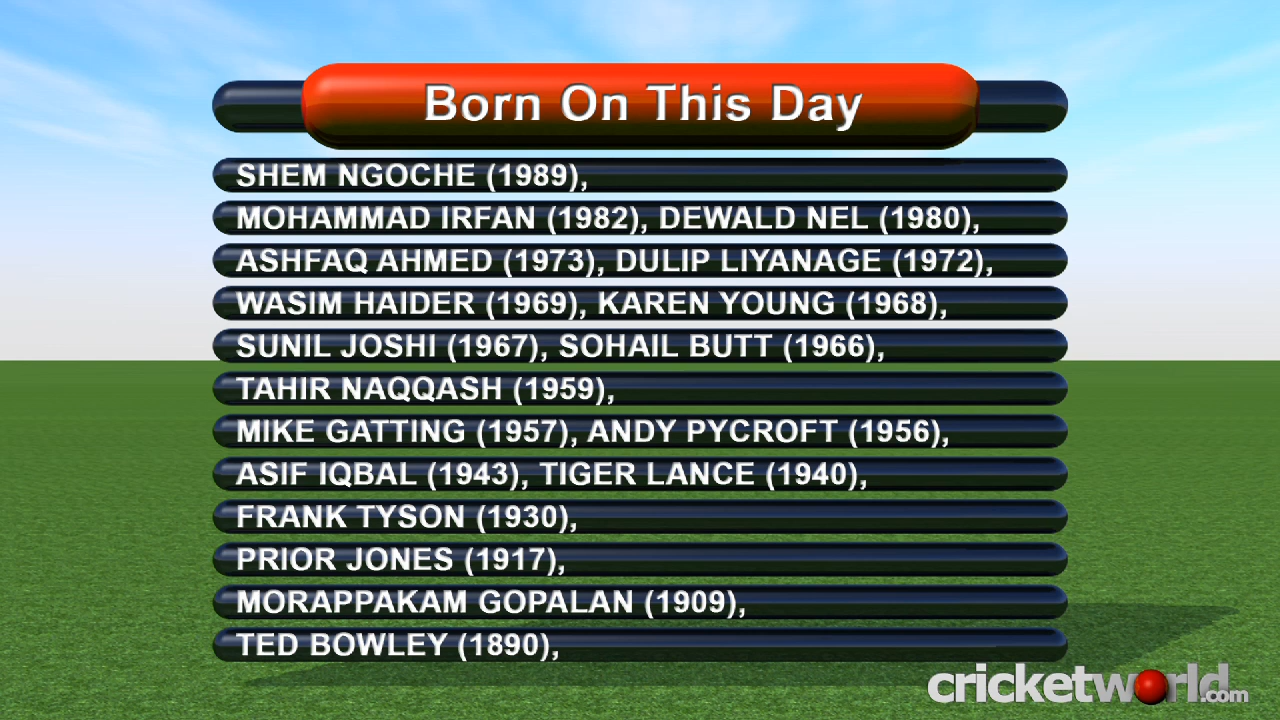 Born On This Day
SHEM NGOCHE (1989),
MOHAMMAD IRFAN (1982), DEWALD NEL (1980),
ASHFAQ AHMED (1973), DULIP LIYANAGE (1972),
WASIM HAIDER (1969), KAREN YOUNG (1968),
SUNIL JOSHI (1967), SOHAIL BUTT (1966),
TAHIR NAQQASH (1959),
MIKE GATTING (1957), ANDY PYCROFT (1956),
ASIF IQBAL (1943), TIGER LANCE (1940),
FRANK TYSON (1930),
PRIOR JONES (1917),
MORAPPAKAM GOPALAN (1909),
TED BOWLEY (1890),
cricketworld.com